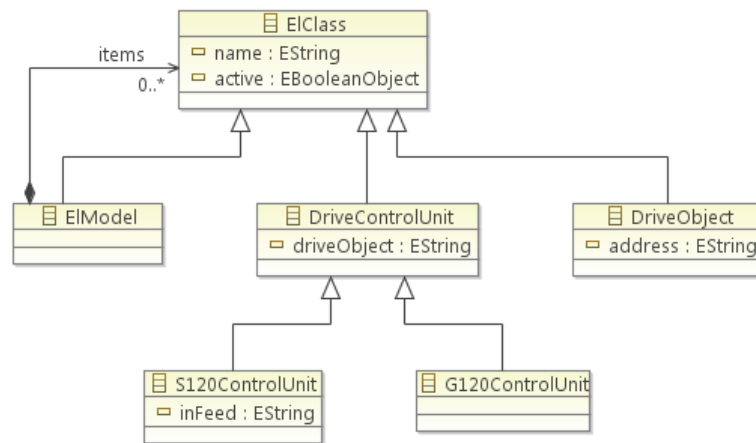 ElClass
items
name : EString
active : EBooleanObject
0..*
ElModel
DriveControlUnit
driveObject : EString
DriveObject
address : EString
S120ControlUnit
inFeed : EString
G120ControlUnit